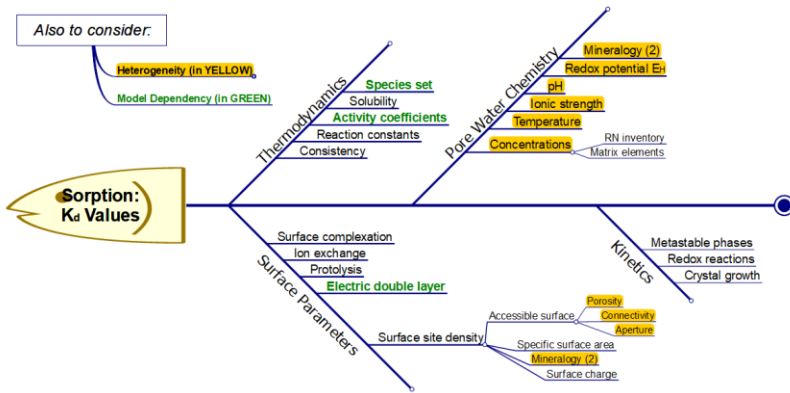 Also to consider:
Heterogeneity (in YELLOW)
Model Dependency (in GREEN)
Thermodynamics
Species set
Solubility
Activity coefficients
Reaction constants
Consistency
Pore Water Chemistry
Mineralogy (2)
Redox potential EH
pH
Ionic strength
Temperature
Concentrations
RN inventory
Matrix elements
Sorption:
Kd Values
Surface Parameters
Surface complexation
Ion exchange
Protolysis
Electric double layer
Surface site density
Accessible surface
Porosity
Connectivity
Aperture
Specific surface area
Mineralogy (2)
Surface charge
Kinetics
Metastable phases
Redox reactions
Crystal growth